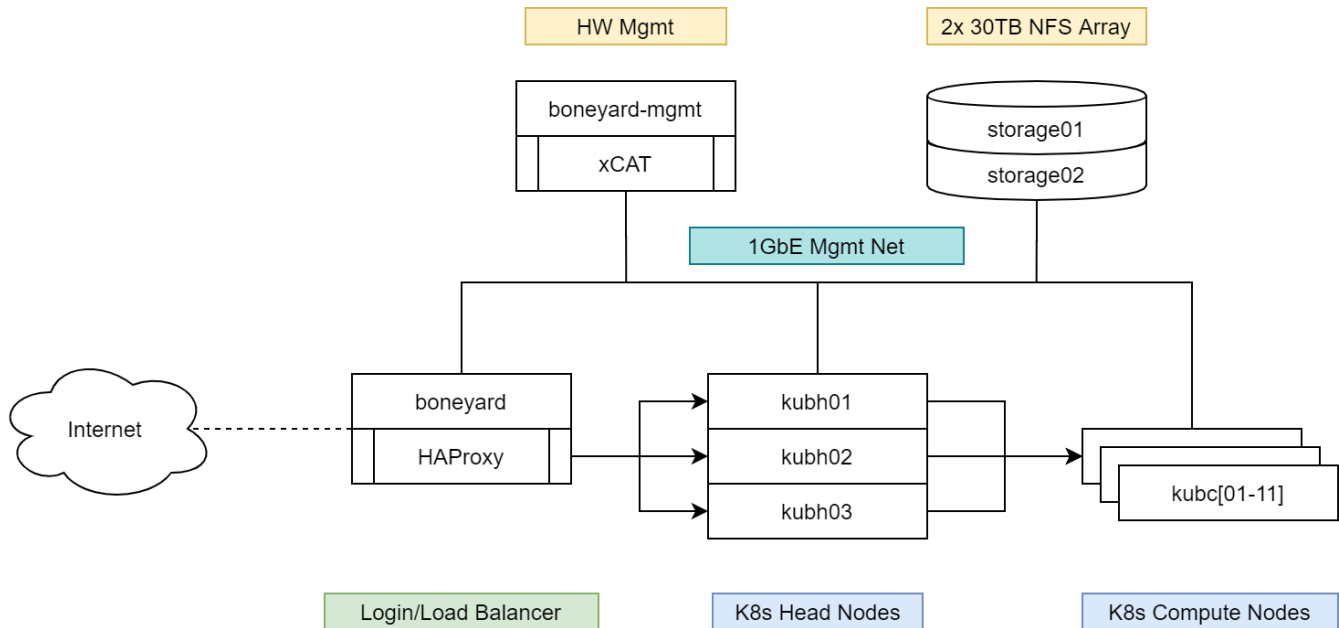 HW Mgmt
2x 30TB NFS Array
boneyard-mgmt
xCAT
storage01
storage02
1GbE Mgmt Net
Internet
boneyard
HAProxy
kubh01
kubh02
kubh03
kubc[01-11]
Login/Load Balancer
K8s Head Nodes
K8s Compute Nodes